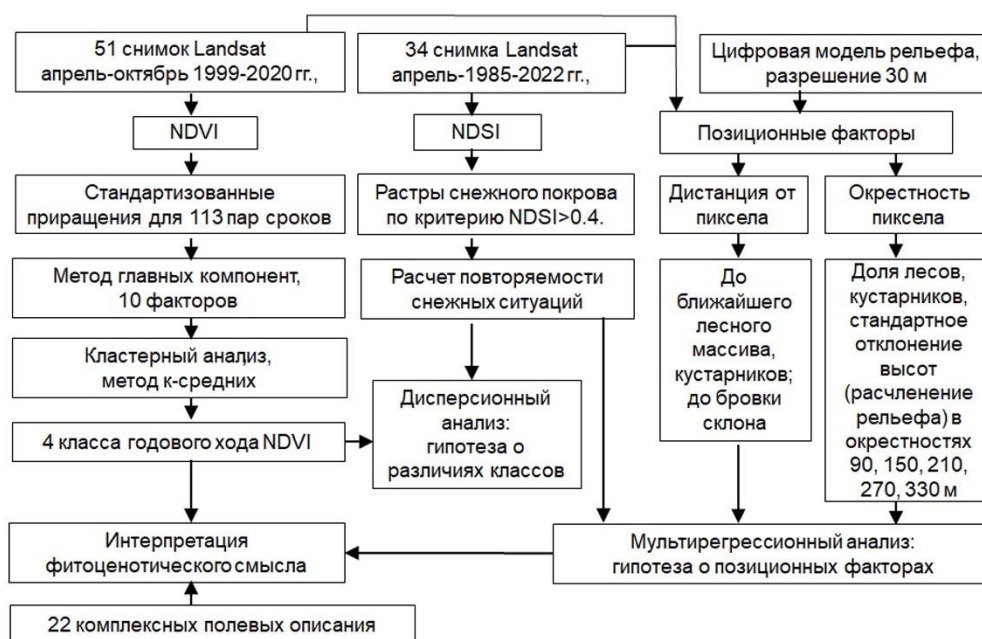 51 снимок Landsat
апрель-октябрь 1999-2020 гг.,
34 снимка Landsat
апрель-1985-2022 гг.,
Цифровая модель рельефа,
разрешение 30 м
NDVI
NDSI
Позиционные факторы
Стандартизованные
приращения для 113 пар сроков
Растры снежного покрова
по критерию NDSI>0.4.
Дистанция от
пиксела
Окрестность
пиксела
Метод главных компонент,
10 факторов
Расчет повторяемости
снежных ситуаций
До
ближайшего
лесного
массива,
кустарников;
до бровки
склона
Доля лесов,
кустарников,
стандартное
отклонение
высот
(расчленение
рельефа) в
окрестностях
90, 150, 210,
270, 330 м
Кластерный анализ,
метод к-средних
Дисперсионный
анализ:
гипотеза о
различиях классов
4 класса годового хода NDVI
Интерпретация
фитоценотического смысла
Мультирегрессионный анализ:
гипотеза о позиционных факторах
22 комплексных полевых описания